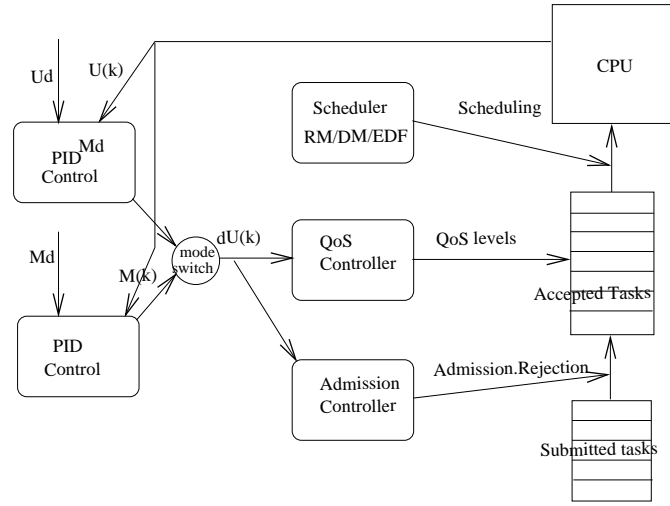 CPU
Ud
U(k)
Scheduler
RM/DM/EDF
Scheduling
Md
PID
Control
dU(k)
mode
switch
QoS
Controller
QoS levels
Md
M(k)
Accepted Tasks
PID
Control
Admission
Controller
Admission.Rejection
Submitted tasks